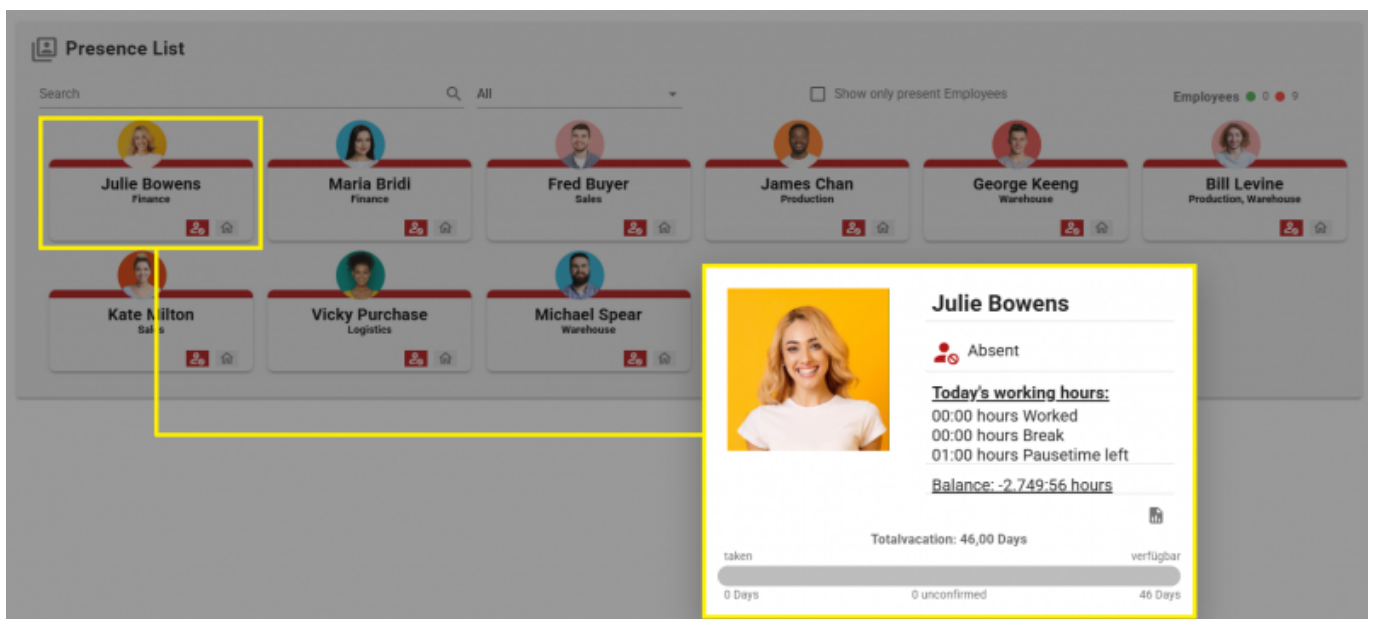 Presence List
Search
All
Show only present Employees
Employees 0 9
Julie Bowens
Finance
Maria Bridi
Finance
Fred Buyer
Sales
James Chan
Production
George Keeng
Warehouse
Bill Levine
Production, Warehouse
Kate Milton
Sales
Vicky Purchase
Logistics
Michael Spear
Warehouse
Julie Bowens
Absent
Today's working hours:
00:00 hours Worked
00:00 hours Break
01:00 hours Pausetime left
Balance: -2.749:56 hours
Totalvacation: 46,00 Days
taken verfügbar
0 Days 0 unconfirmed 46 Days